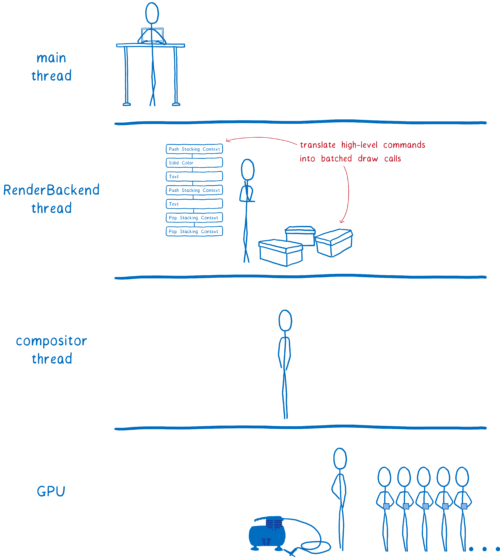 main
thread
translate high-level commands
into batched draw calls
Push Stacking Context
Solid Color
Text
Push Stacking Context
Text
Pop Stacking Context
Pop Stacking Context
RenderBackend
thread
compositor
thread
GPU